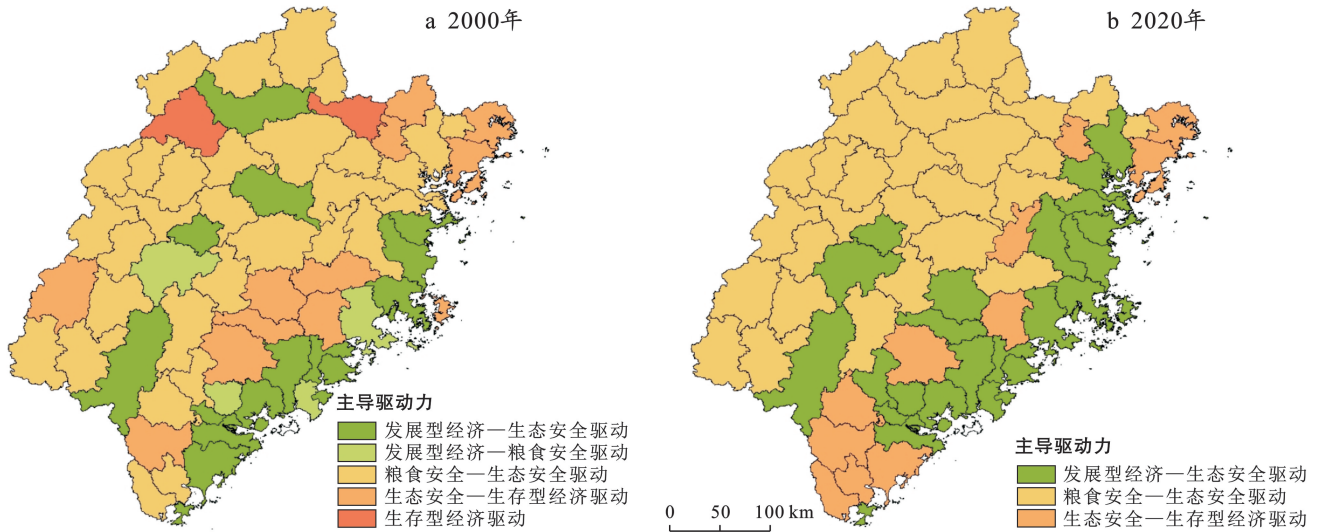 a 2000年
主导驱动力
发展型经济—生态安全驱动
发展型经济—粮食安全驱动
粮食安全—生态安全驱动
生态安全—生存型经济驱动
生存型经济驱动
b 2020年
主导驱动力
发展型经济—生态安全驱动
粮食安全—生态安全驱动
生态安全—生存型经济驱动
0 50 100 km